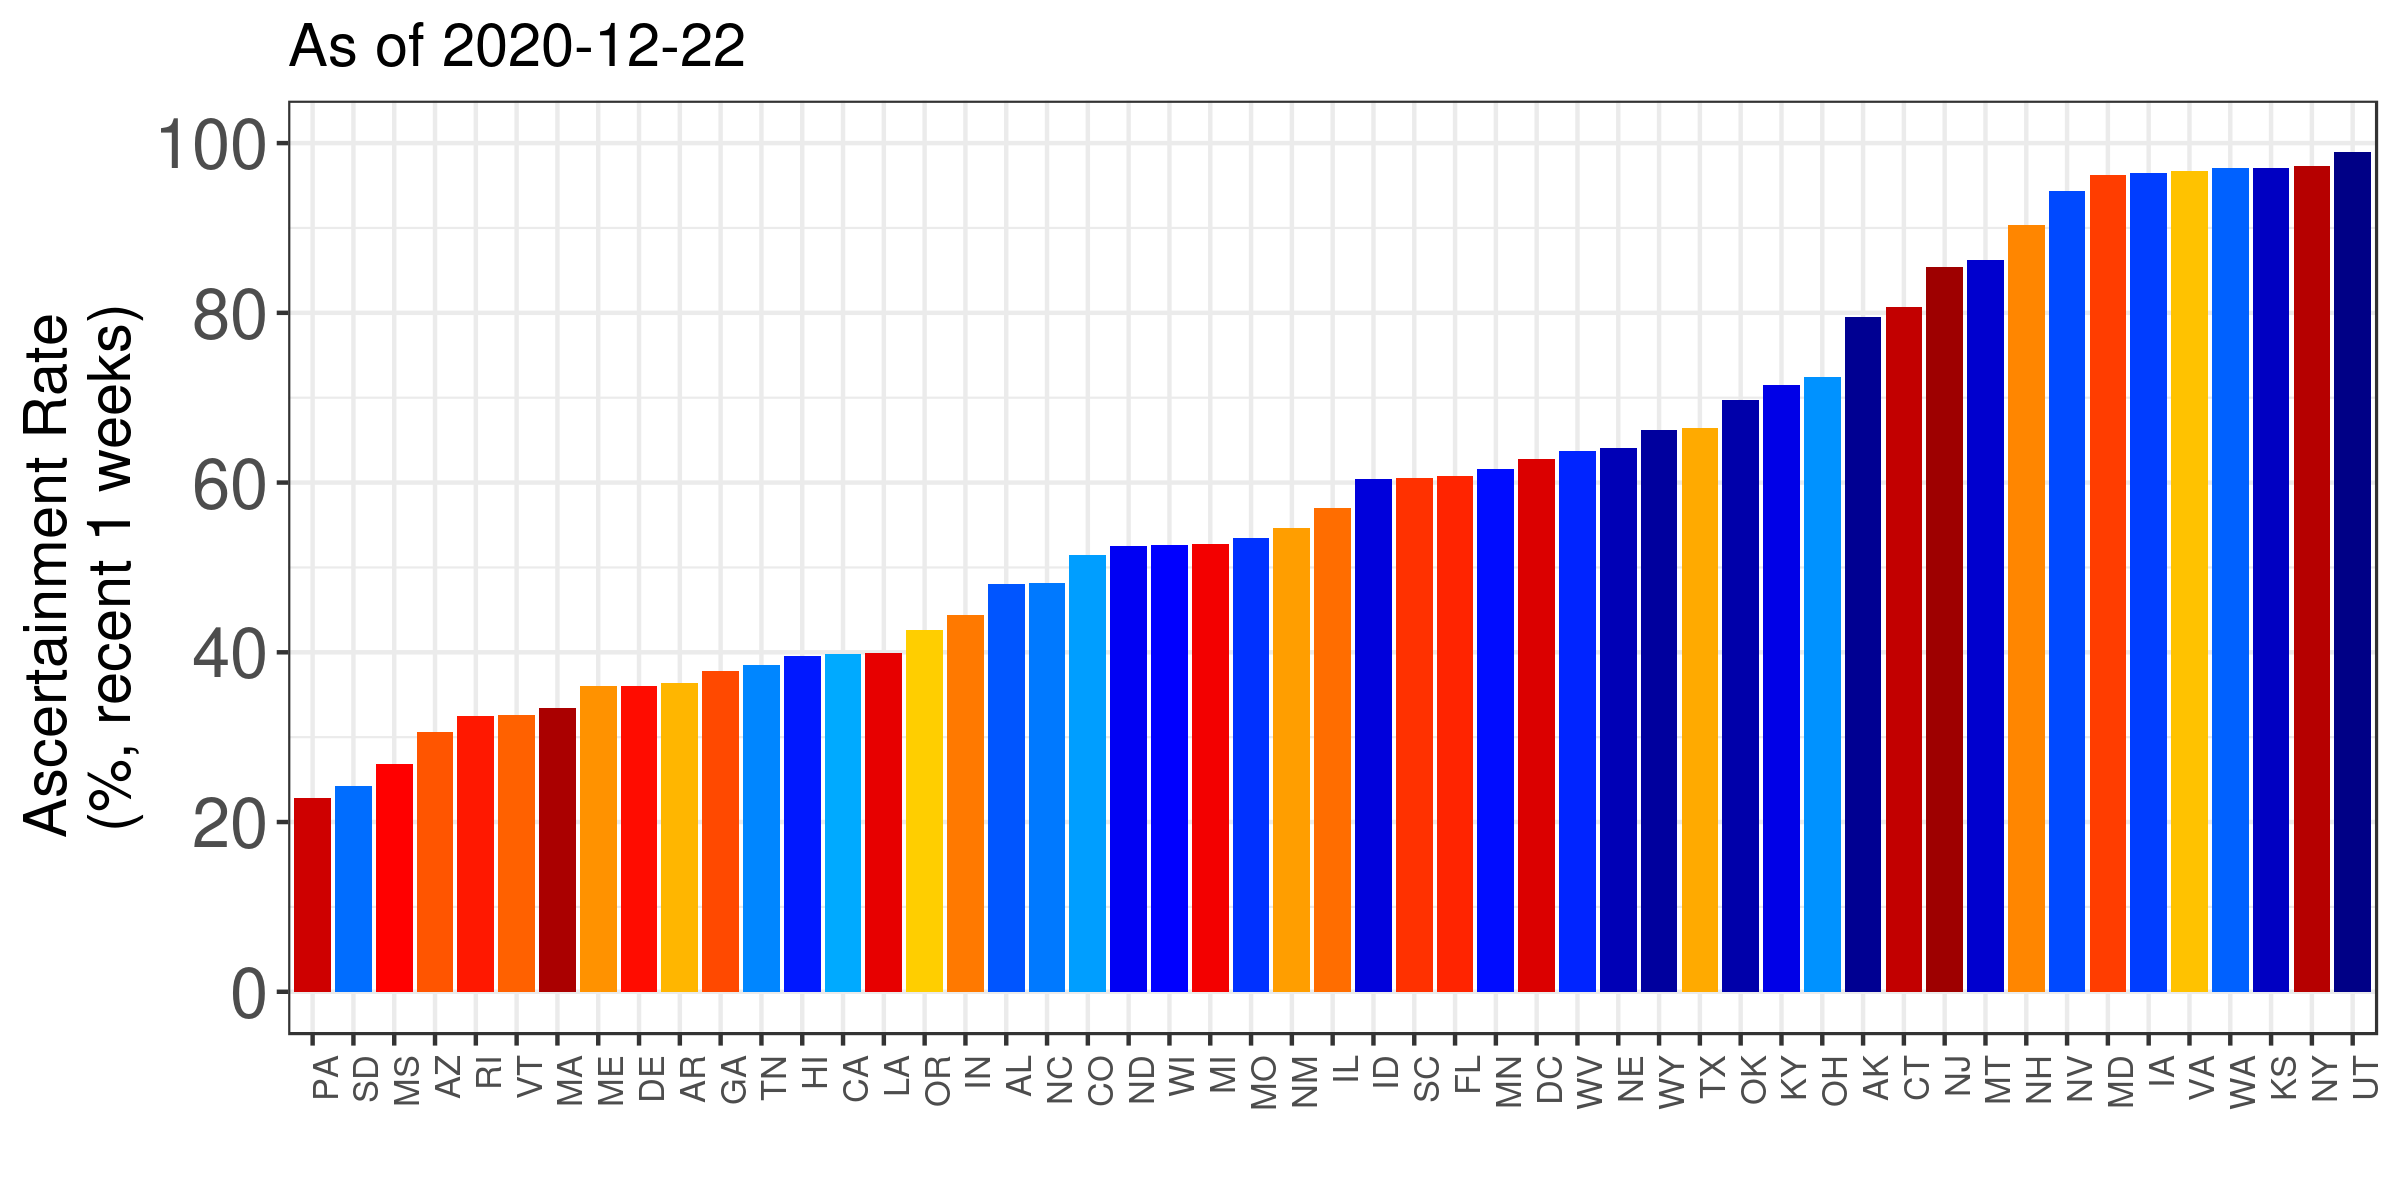 As of 2020-12-22
Ascertainment Rate
(%, recent 1 weeks)
100
80
60
40
20
0
PA SD MS AZ RI VT MA ME DE AR GA TN HI CA LA OR IN AL NC CO ND WI MI MO NM IL ID SC FL MN DC WV NE WY TX OK KY OH AK CT NJ MT NH NV MD IA VA WA KS NY UT